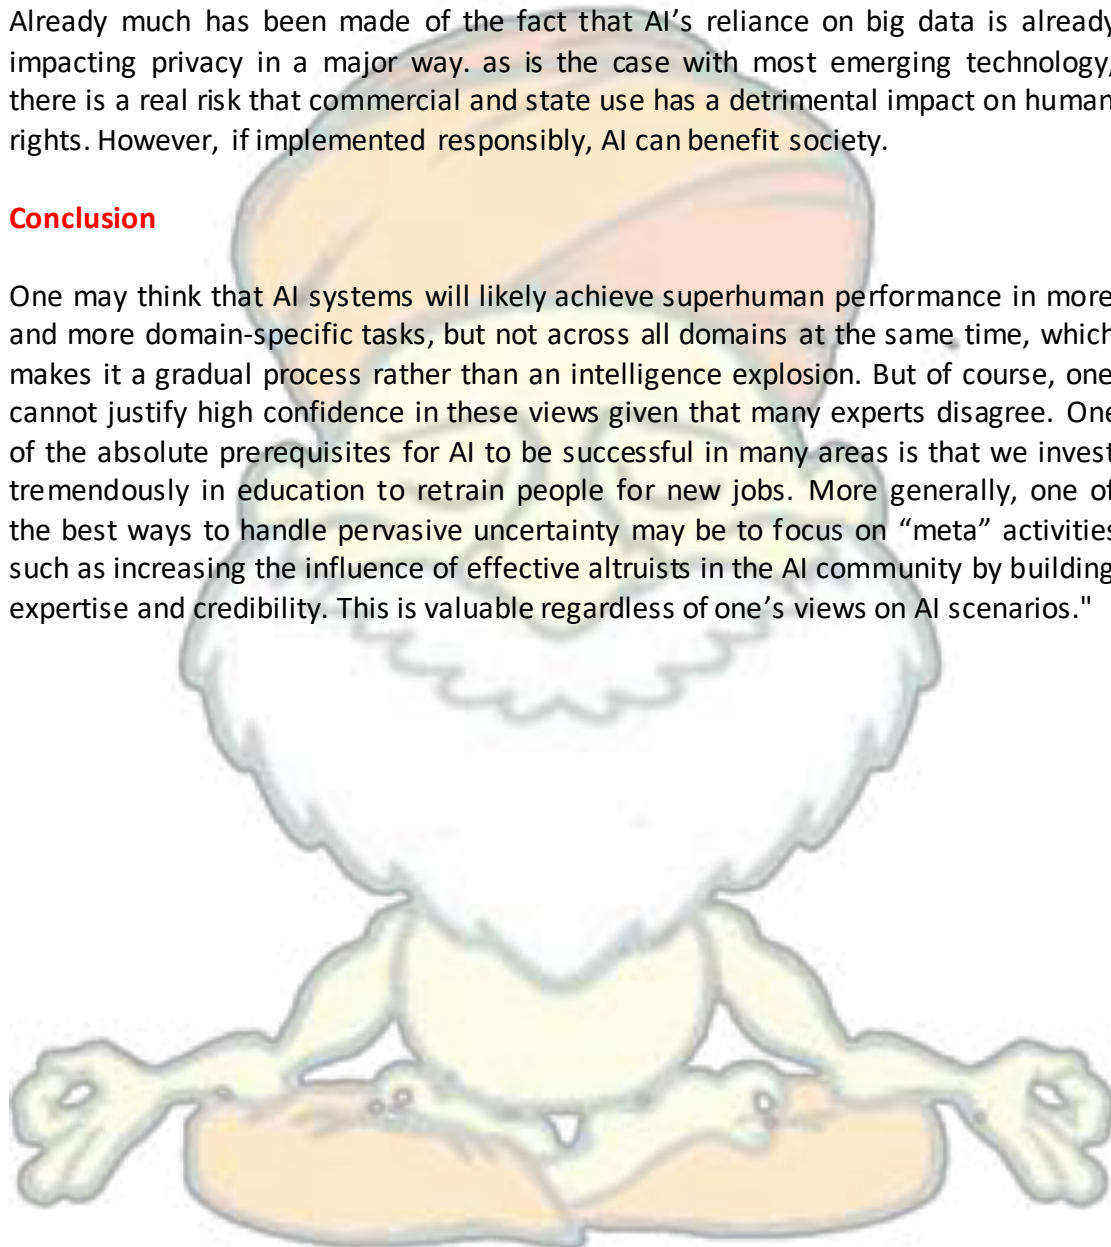 Already much has been made of the fact that AI’s reliance on big data is already
impacting privacy in a major way. as is the case with most emerging technology,
there is a real risk that commercial and state use has a detrimental impact on human
rights. However, if implemented responsibly, AI can benefit society.
Conclusion
One may think that AI systems will likely achieve superhuman performance in more
and more domain-specific tasks, but not across all domains at the same time, which
makes it a gradual process rather than an intelligence explosion. But of course, one
cannot justify high confidence in these views given that many experts disagree. One
of the absolute prerequisites for AI to be successful in many areas is that we invest
tremendously in education to retrain people for new jobs. More generally, one of
the best ways to handle pervasive uncertainty may be to focus on “meta” activities
such as increasing the influence of effective altruists in the AI community by building
expertise and credibility. This is valuable regardless of one’s views on AI scenarios."